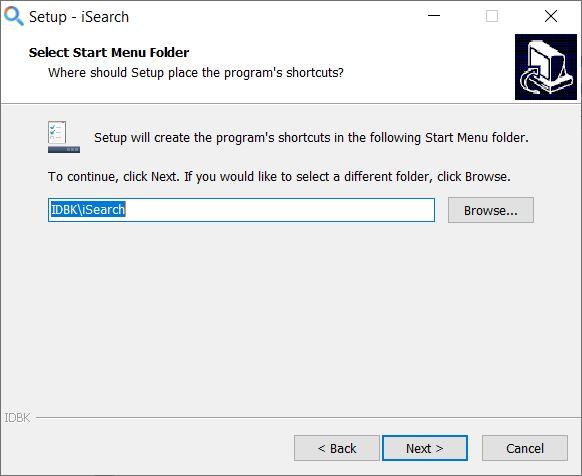 Setup - iSearch
Select Start Menu Folder
Where should Setup place the program's shortcuts?
Setup will create the program's shortcuts in the following Start Menu folder.
To continue, click Next. If you would like to select a different folder, click Browse.
IDBK\iSearch
Browse...
IDBK
< Back
Next >
Cancel